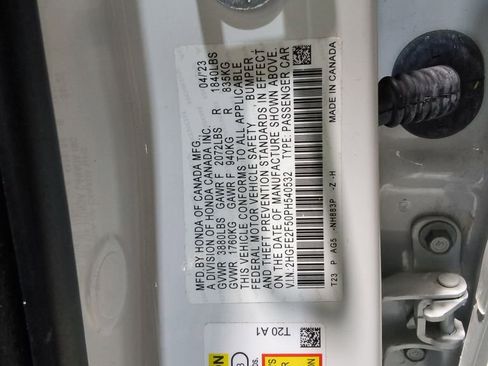 MFD BY HONDA OF CANADA MFG., 04/'23
A DIVISION OF HONDA CANADA INC.
GVWR 3880LBS GAWR F 2072LBS R 1840LBS
GVWR 1760KG GAWR F 940KG R 835KG
THIS VEHICLE CONFORMS TO ALL APPLICABLE
FEDERAL MOTOR VEHICLE SAFETY, BUMPER
AND THEFT PREVENTION STANDARDS IN EFFECT
ON THE DATE OF MANUFACTURE SHOWN ABOVE.
V.I.N: 2HGFE2F50PH540532 TYPE: PASSENGER CAR
T23 P AG5 NH883P -Z -H MADE IN CANADA
T20 A1